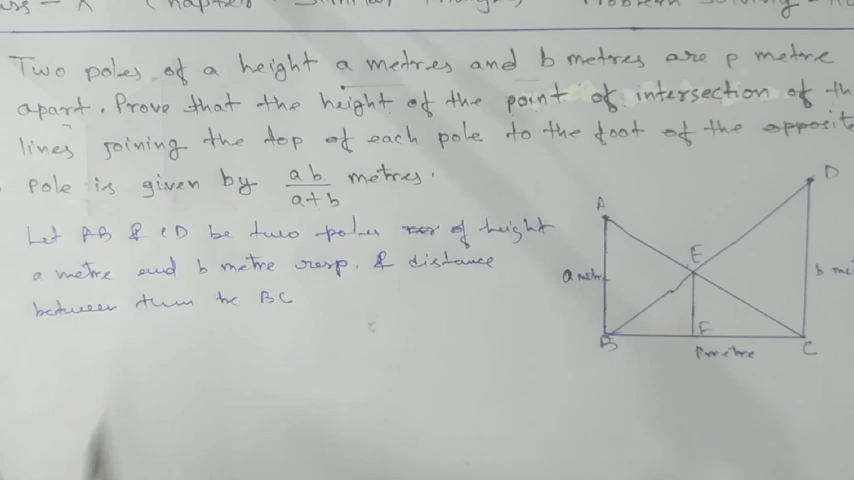 Two poles of a height a metres and b metres are p metre
apart. Prove that the height of the point of intersection of
lines joining the top of each pole to the foot of the
pole is given by ab/a+b metres.
Let AB & CD be two poles of height
a metre and b metre resp. & distance
between them be BC
A
D
E
a metre
b
B
F
C
P metre